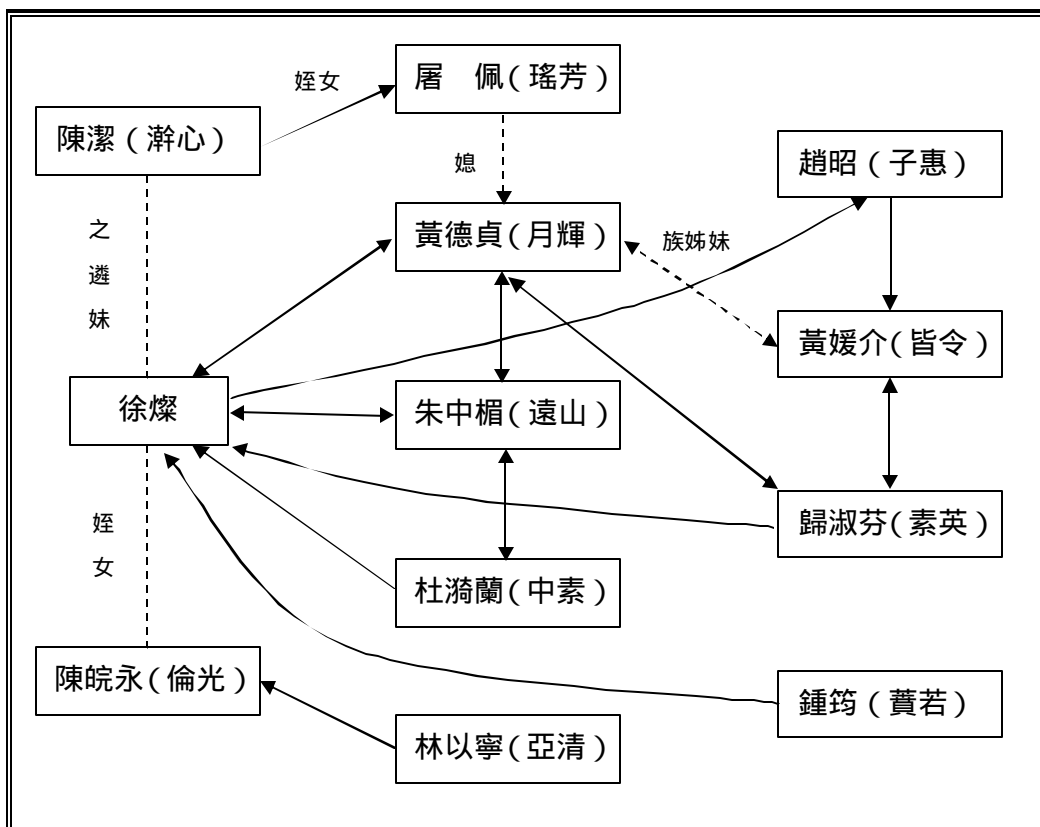 屠　佩(瑤芳)
姪女
陳潔(澣心)
趙昭(子惠)
媳
之遴妹
黃德貞(月輝)
族姊妹
黃媛介(皆令)
徐燦
朱中楣(遠山)
歸淑芬(素英)
姪女
杜漪蘭(中素)
陳皖永(倫光)
鍾筠(蕡若)
林以寧(亞清)